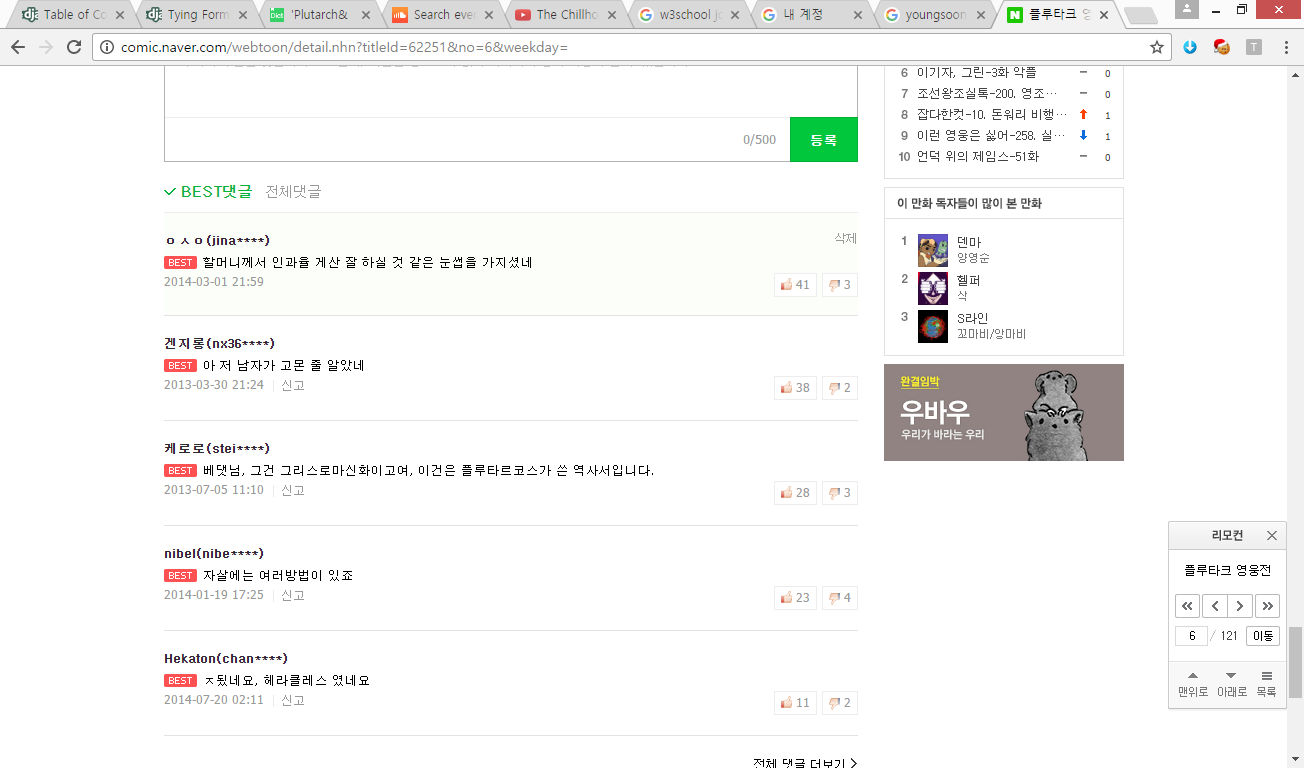 Table of Co
Tying Form
'Plutarch&
Search ever
The Chillho
w3school jc
내 계정
youngsoon
플루타크 영
comic.naver.com/webtoon/detail.nhn?titleId=62251&no=6&weekday=
0/500
등록
BEST댓글 전체댓글
ㅇㅅㅇ(jina****)
삭제
BEST 할머니께서 인과율 게산 잘 하실 것 같은 눈썹을 가지셨네
2014-03-01 21:59
41 3
겐지롱(nx36****)
BEST 아 저 남자가 고몬 줄 알았네
2013-03-30 21:24 신고
38 2
케로로(stei****)
BEST 베댓님, 그건 그리스로마신화이고여, 이건은 플루타르코스가 쓴 역사서입니다.
2013-07-05 11:10 신고
28 3
nibel(nibe****)
BEST 자살에는 여러방법이 있죠
2014-01-19 17:25 신고
23 4
Hekaton(chan****)
BEST ㅈ됬네요, 헤라클레스 였네요
2014-07-20 02:11 신고
11 2
전체 댓글 더보기
6 이기자, 그린-3화 악플 0
7 조선왕조실톡-200. 영조… 0
8 잡다한컷-10. 돈워리 비행… 1
9 이런 영웅은 싫어-258. 실… 1
10 언덕 위의 제임스-51화 0
이 만화 독자들이 많이 본 만화
1 덴마
양영순
2 헬퍼
삭
3 S라인
꼬마비/앙마비
완결임박
우바우
우리가 바라는 우리
리모컨
플루타크 영웅전
6 / 121 이동
맨위로 아래로 목록